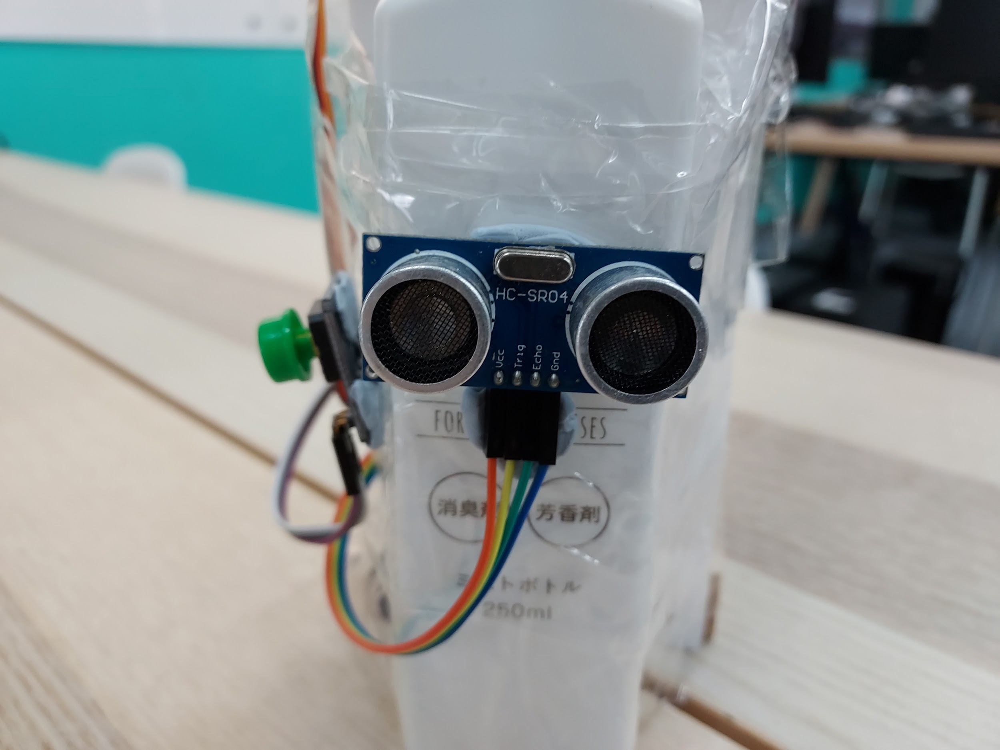 HC-SR04
Vcc
Trig
Echo
Gnd
FOR SES
消臭
芳香剤
トボトル
250ml